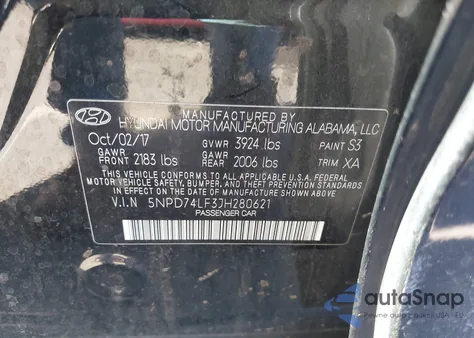 MANUFACTURED BY
HYUNDAI MOTOR MANUFACTURING ALABAMA, LLC
Oct/02/17 GVWR 3924 lbs PAINT S3
GAWR FRONT 2183 lbs GAWR REAR 2006 lbs TRIM XA
THIS VEHICLE CONFORMS TO ALL APPLICABLE U.S. FEDERAL
MOTOR VEHICLE SAFETY, BUMPER, AND THEFT PREVENTION
STANDARDS IN EFFECT ON THE DATE OF MANUFACTURE SHOWN ABOVE.
V.I.N 5NPD74LF3JH280621
PASSENGER CAR
autoSnap
Pewne auto z